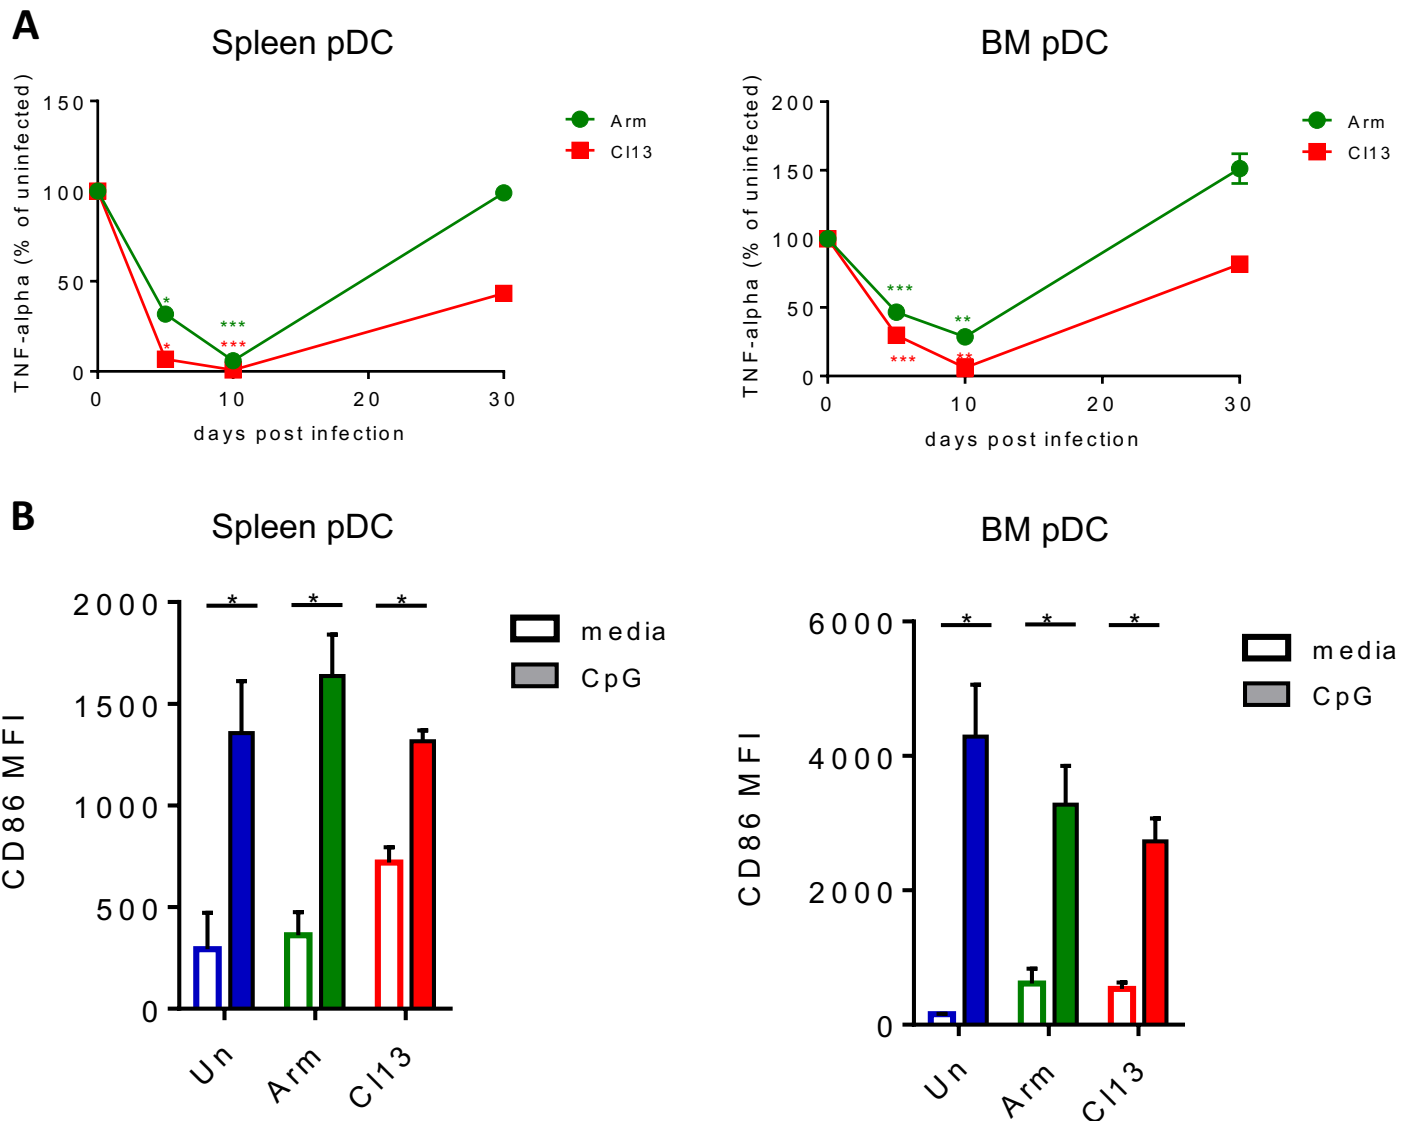 A
Spleen pDC
TNF-alpha (% of uninfected)
150
100
50
0
0
10
20
30
days post infection
*
*
***
***
Arm
Cl13
BM pDC
TNF-alpha (% of uninfected)
200
150
100
50
0
0
10
20
30
days post infection
***
***
**
**
Arm
Cl13
B
Spleen pDC
CD86 MFI
2000
1500
1000
500
0
*
*
*
Un
Arm
Cl13
media
CpG
BM pDC
CD86 MFI
6000
4000
2000
0
*
*
*
Un
Arm
Cl13
media
CpG